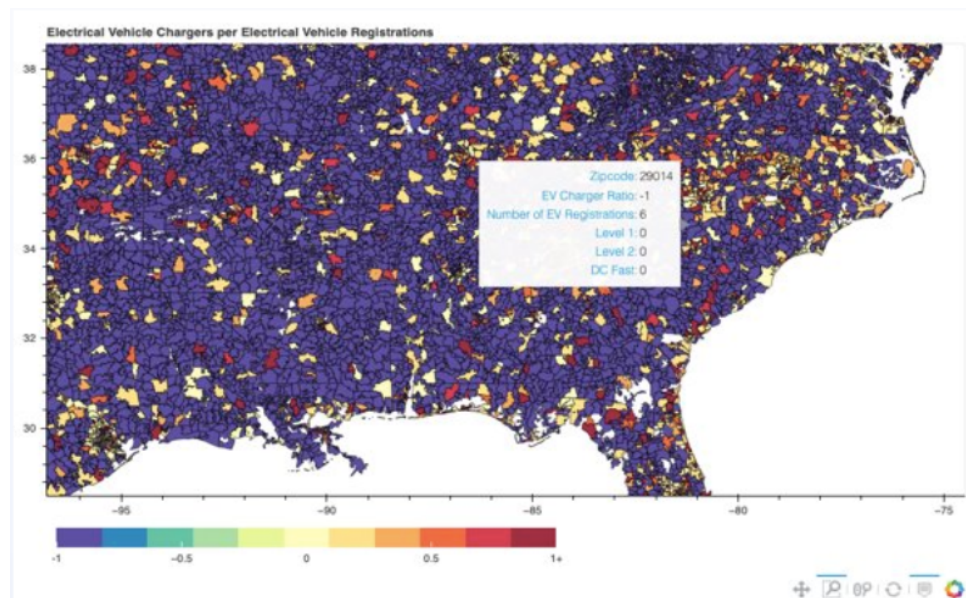 Electrical Vehicle Chargers per Electrical Vehicle Registrations
38
36
34
32
30
Zipcode: 29014
EV Charger Ratio: -1
Number of EV Registrations: 6
Level 1: 0
Level 2: 0
DC Fast: 0
−95
−90
−85
−80
−75
-1
−0.5
0
0.5
1+